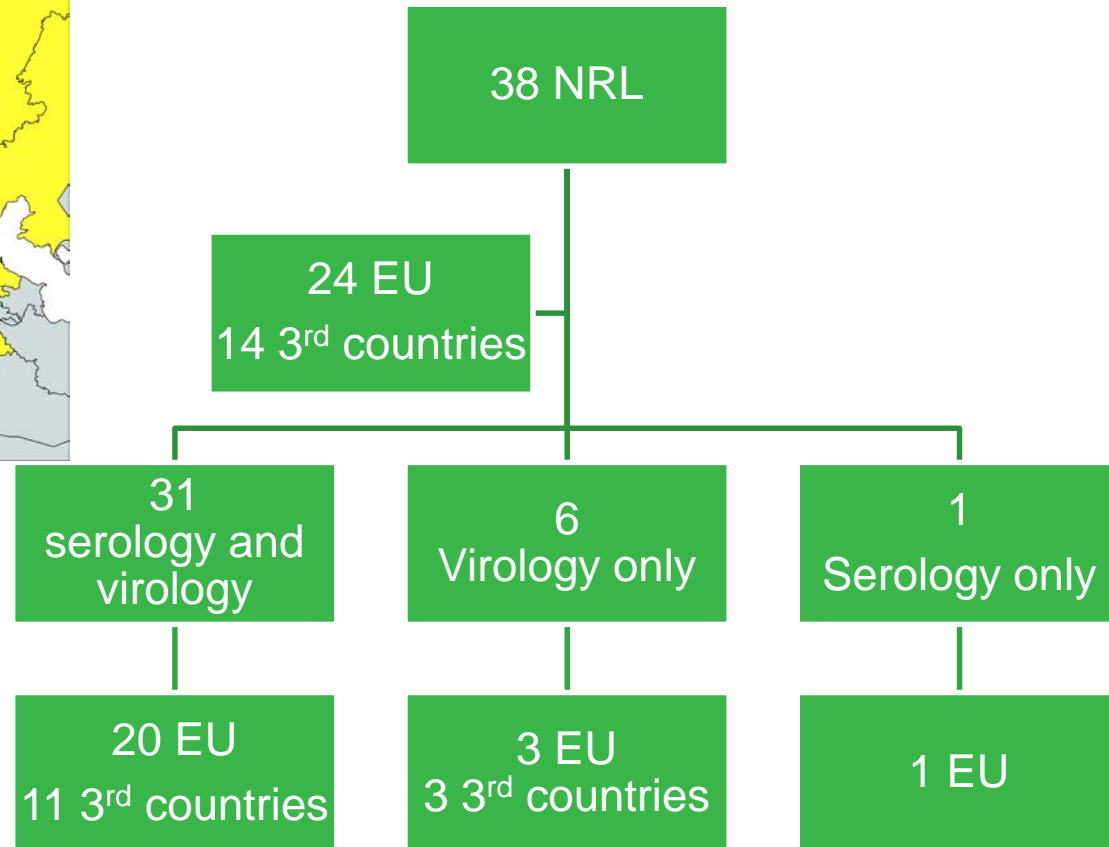 38 NRL
24 EU
14 3rd countries
31
serology and
virology
6
Virology only
1
Serology only
20 EU
11 3rd countries
3 EU
3 3rd countries
1 EU